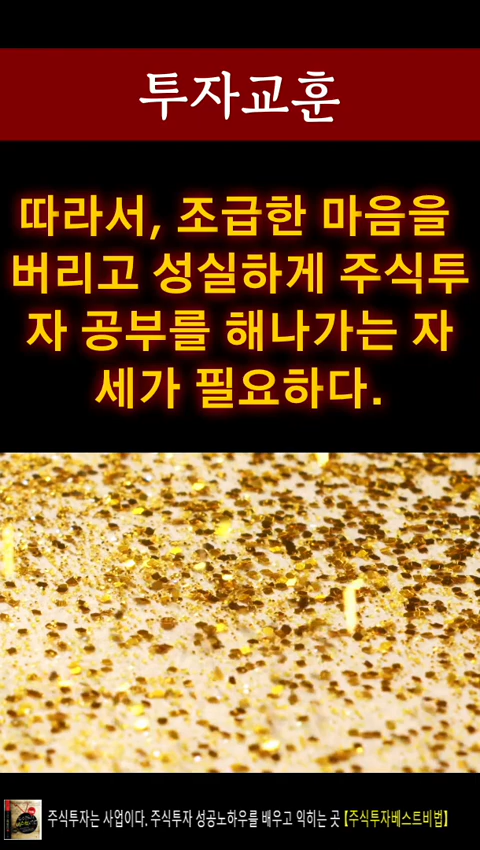 투자교훈
따라서, 조급한 마음을
버리고 성실하게 주식투
자 공부를 해나가는 자
세가 필요하다.
주식투자는 사업이다. 주식투자 성공노하우를 배우고 익히는 곳 【주식투자베스트비법】